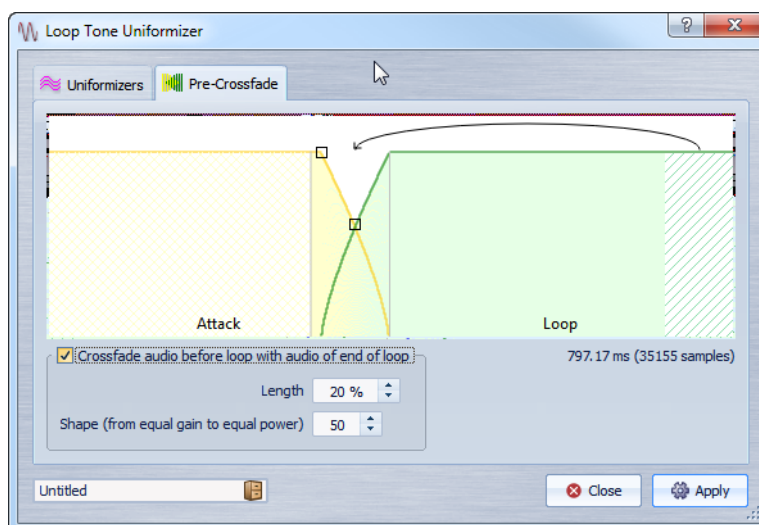 Loop Tone Uniformizer
?
Uniformizers
Pre-Crossfade
Attack
Loop
Crossfade audio before loop with audio of end of loop
797.17 ms (35155 samples)
Length
20 %
Shape (from equal gain to equal power)
50
Untitled
Close
Apply